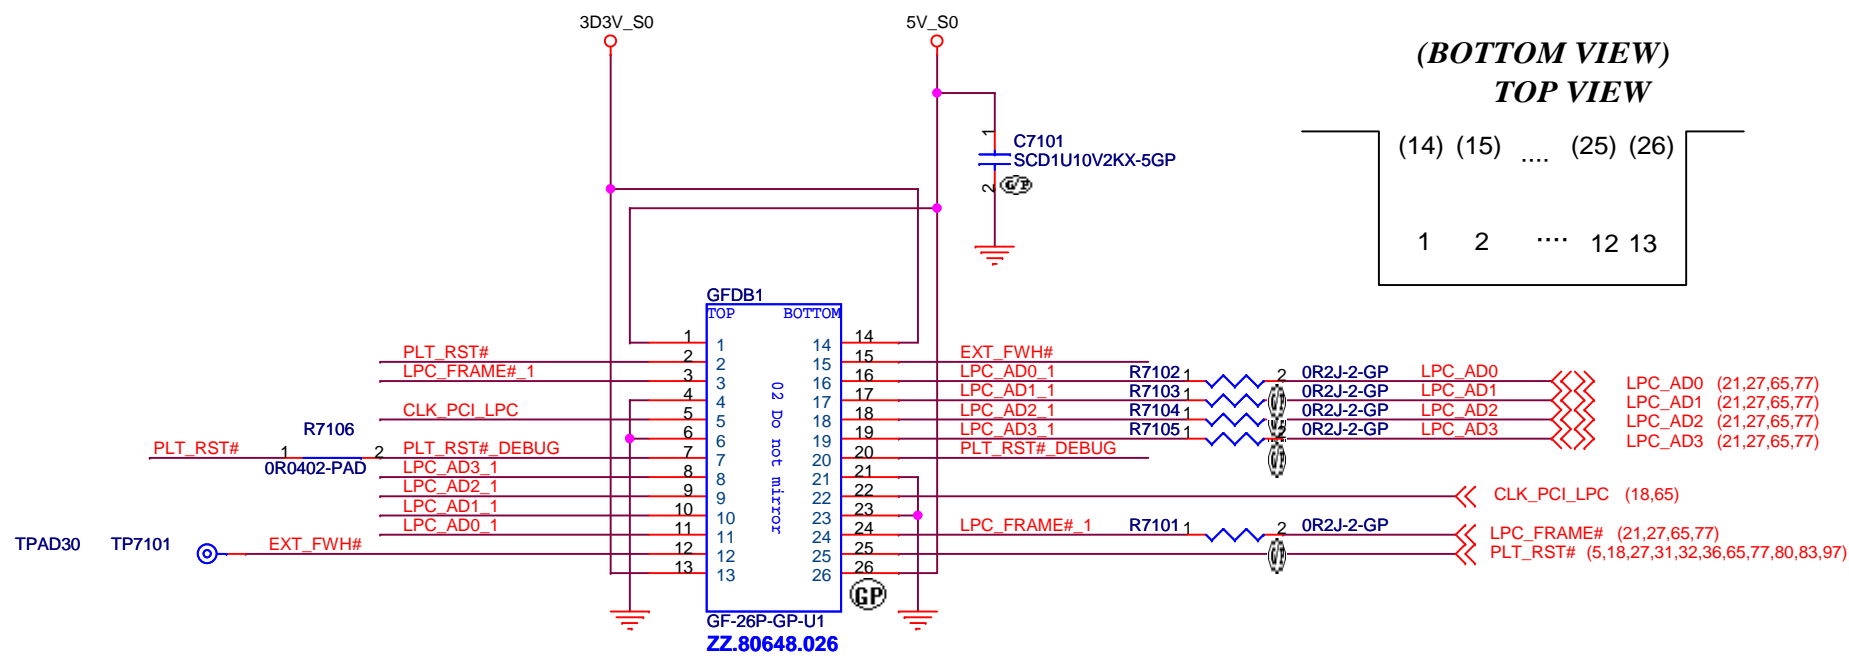 3D3V_S0
5V_S0
(BOTTOM VIEW)
TOP VIEW
(14) (15) .... (25) (26)
1 2 .... 12 13
1
C7101
SCD1U10V2KX-5GP
2
GFDB1
TOP BOTTOM
02 Do not mirror
1 1 14 14
PLT_RST# 2 2 15 15 EXT_FWH#
LPC_FRAME#_1 3 3 16 16 LPC_AD0_1 R7102 1 2 0R2J-2-GP LPC_AD0 LPC_AD0 (21,27,65,77)
4 4 17 17 LPC_AD1_1 R7103 1 0R2J-2-GP LPC_AD1 LPC_AD1 (21,27,65,77)
CLK_PCI_LPC 5 5 18 18 LPC_AD2_1 R7104 1 0R2J-2-GP LPC_AD2 LPC_AD2 (21,27,65,77)
6 6 19 19 LPC_AD3_1 R7105 1 0R2J-2-GP LPC_AD3 LPC_AD3 (21,27,65,77)
R7106
PLT_RST# 1 2 PLT_RST#_DEBUG 7 7 20 20 PLT_RST#_DEBUG
0R0402-PAD
LPC_AD3_1 8 8 21 21
LPC_AD2_1 9 9 22 22 CLK_PCI_LPC (18,65)
LPC_AD1_1 10 10 23 23
LPC_AD0_1 11 11 24 24 LPC_FRAME#_1 R7101 1 2 0R2J-2-GP LPC_FRAME# (21,27,65,77)
TPAD30 TP7101 EXT_FWH# 12 12 25 25 PLT_RST# (5,18,27,31,32,36,65,77,80,83,97)
13 13 26 26
GP
GF-26P-GP-U1
ZZ.80648.026